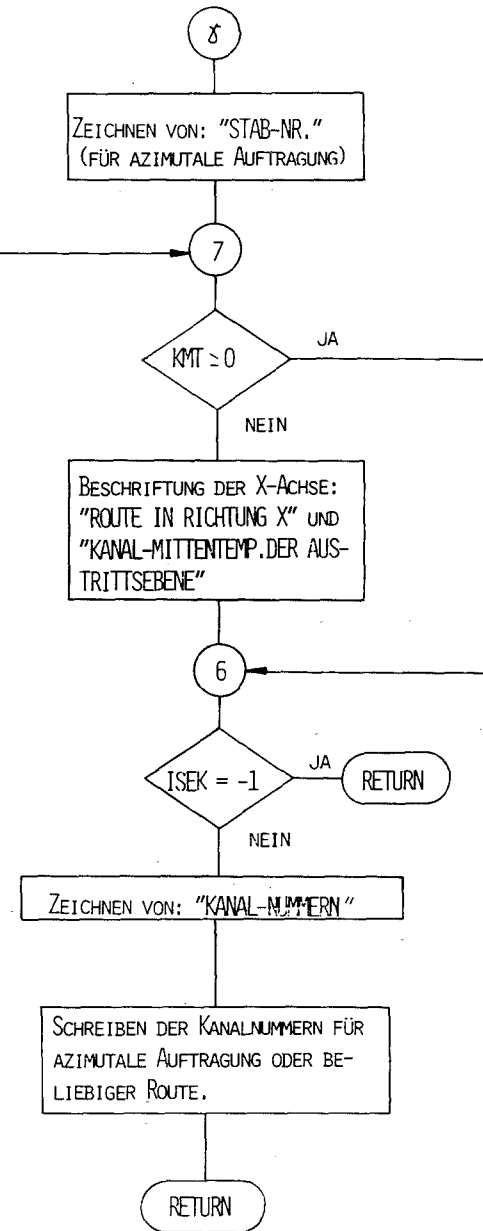 γ
ZEICHNEN VON: "STAB-NR."
(FÜR AZIMUTALE AUFTRAGUNG)
7
KMT ≥ 0
JA
NEIN
BESCHRIFTUNG DER X-ACHSE:
"ROUTE IN RICHTUNG X" UND
"KANAL-MITTENTEMP.DER AUS-
TRITTSEBENE"
6
ISEK = -1
JA
RETURN
NEIN
ZEICHNEN VON: "KANAL-NUMMERN"
SCHREIBEN DER KANALNUMMERN FÜR
AZIMUTALE AUFTRAGUNG ODER BE-
LIEBIGER ROUTE.
RETURN